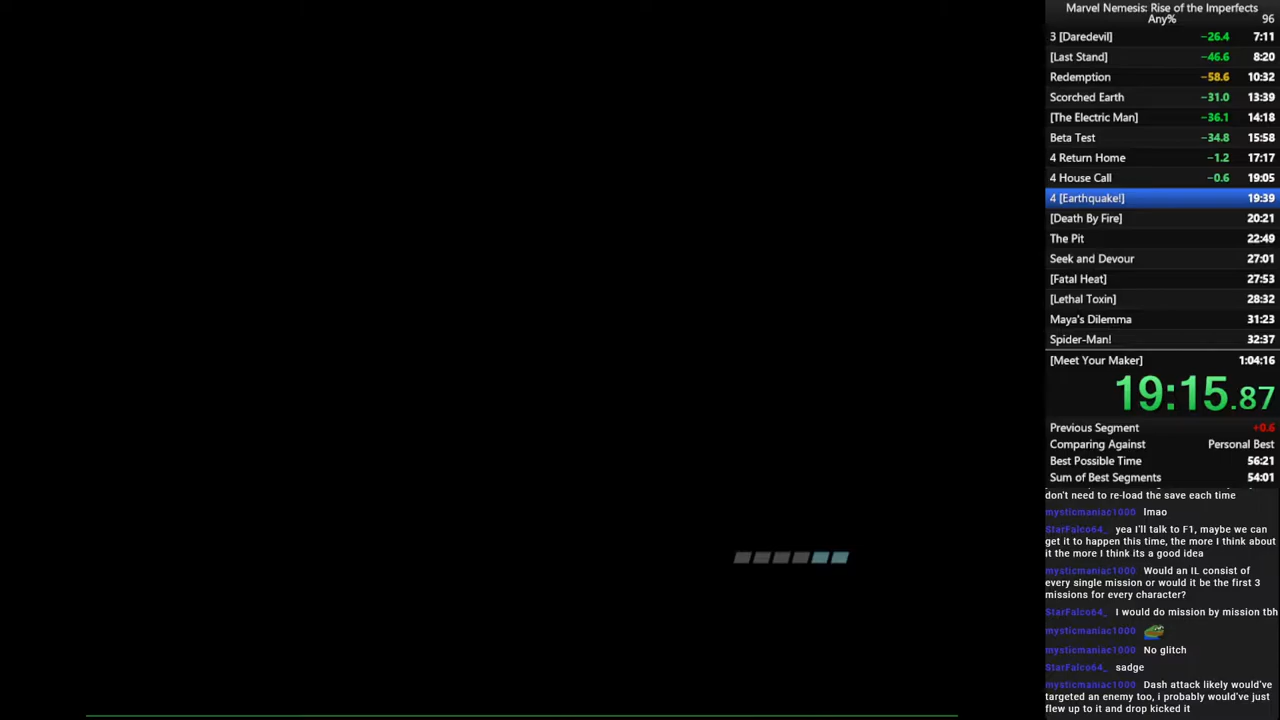 Marvel Nemesis: Rise of the Imperfects
Any% 96
3 [Daredevil] −26.4 7:11
[Last Stand] −46.6 8:20
Redemption −58.6 10:32
Scorched Earth −31.0 13:39
[The Electric Man] −36.1 14:18
Beta Test −34.8 15:58
4 Return Home −1.2 17:17
4 House Call −0.6 19:05
4 [Earthquake!] 19:39
[Death By Fire] 20:21
The Pit 22:49
Seek and Devour 27:01
[Fatal Heat] 27:53
[Lethal Toxin] 28:32
Maya's Dilemma 31:23
Spider-Man! 32:37
[Meet Your Maker] 1:04:16
19:15.87
Previous Segment +0.6
Comparing Against Personal Best
Best Possible Time 56:21
Sum of Best Segments 54:01
don't need to re-load the save each time
mysticmaniac1000 lmao
StarFalco64_ yea I'll talk to F1, maybe we can
get it to happen this time, the more I think about
it the more I think its a good idea
mysticmaniac1000 Would an IL consist of
every single mission or would it be the first 3
missions for every character?
StarFalco64_ I would do mission by mission tbh
mysticmaniac1000
mysticmaniac1000 No glitch
StarFalco64_ sadge
mysticmaniac1000 Dash attack likely would've
targeted an enemy too, i probably would've just
flew up to it and drop kicked it